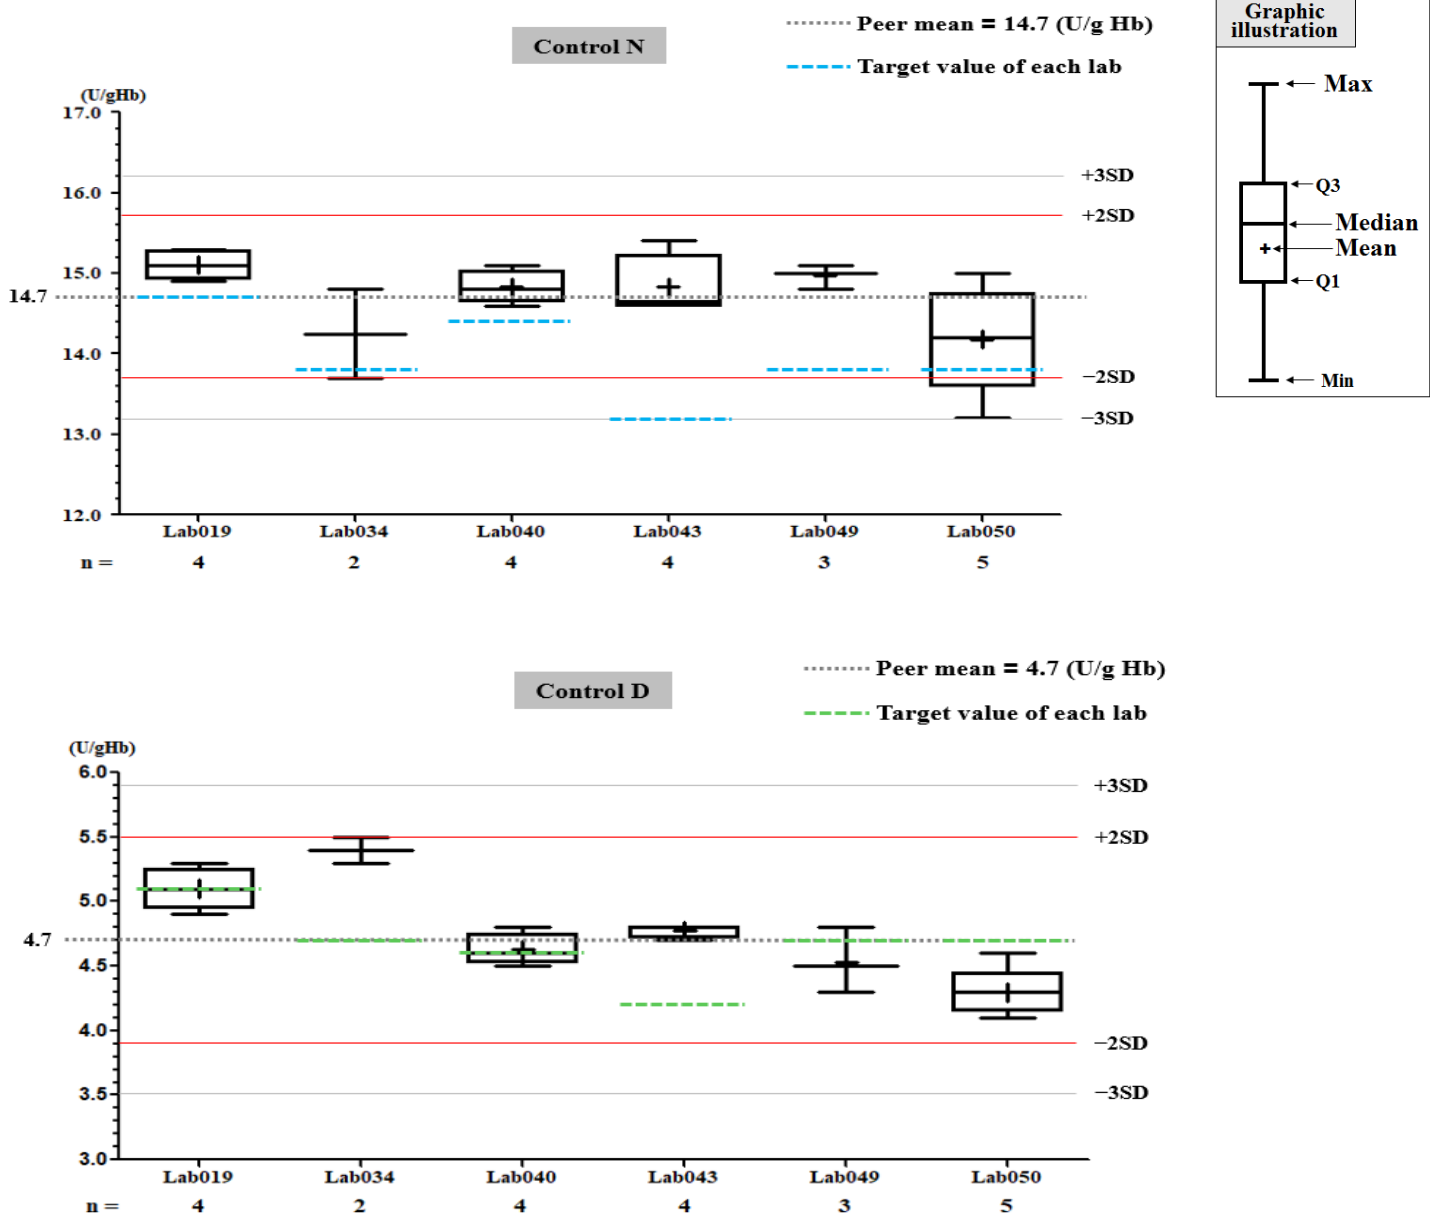 Control N
Peer mean = 14.7 (U/g Hb)
Target value of each lab
(U/gHb)
17.0
16.0
15.0
14.7
14.0
13.0
12.0
+3SD
+2SD
−2SD
−3SD
Lab019 Lab034 Lab040 Lab043 Lab049 Lab050
n = 4 2 4 4 3 5
Graphic
illustration
Max
Q3
Median
Mean
Q1
Min
Control D
Peer mean = 4.7 (U/g Hb)
Target value of each lab
(U/gHb)
6.0
5.5
5.0
4.7
4.5
4.0
3.5
3.0
+3SD
+2SD
−2SD
−3SD
Lab019 Lab034 Lab040 Lab043 Lab049 Lab050
n = 4 2 4 4 3 5